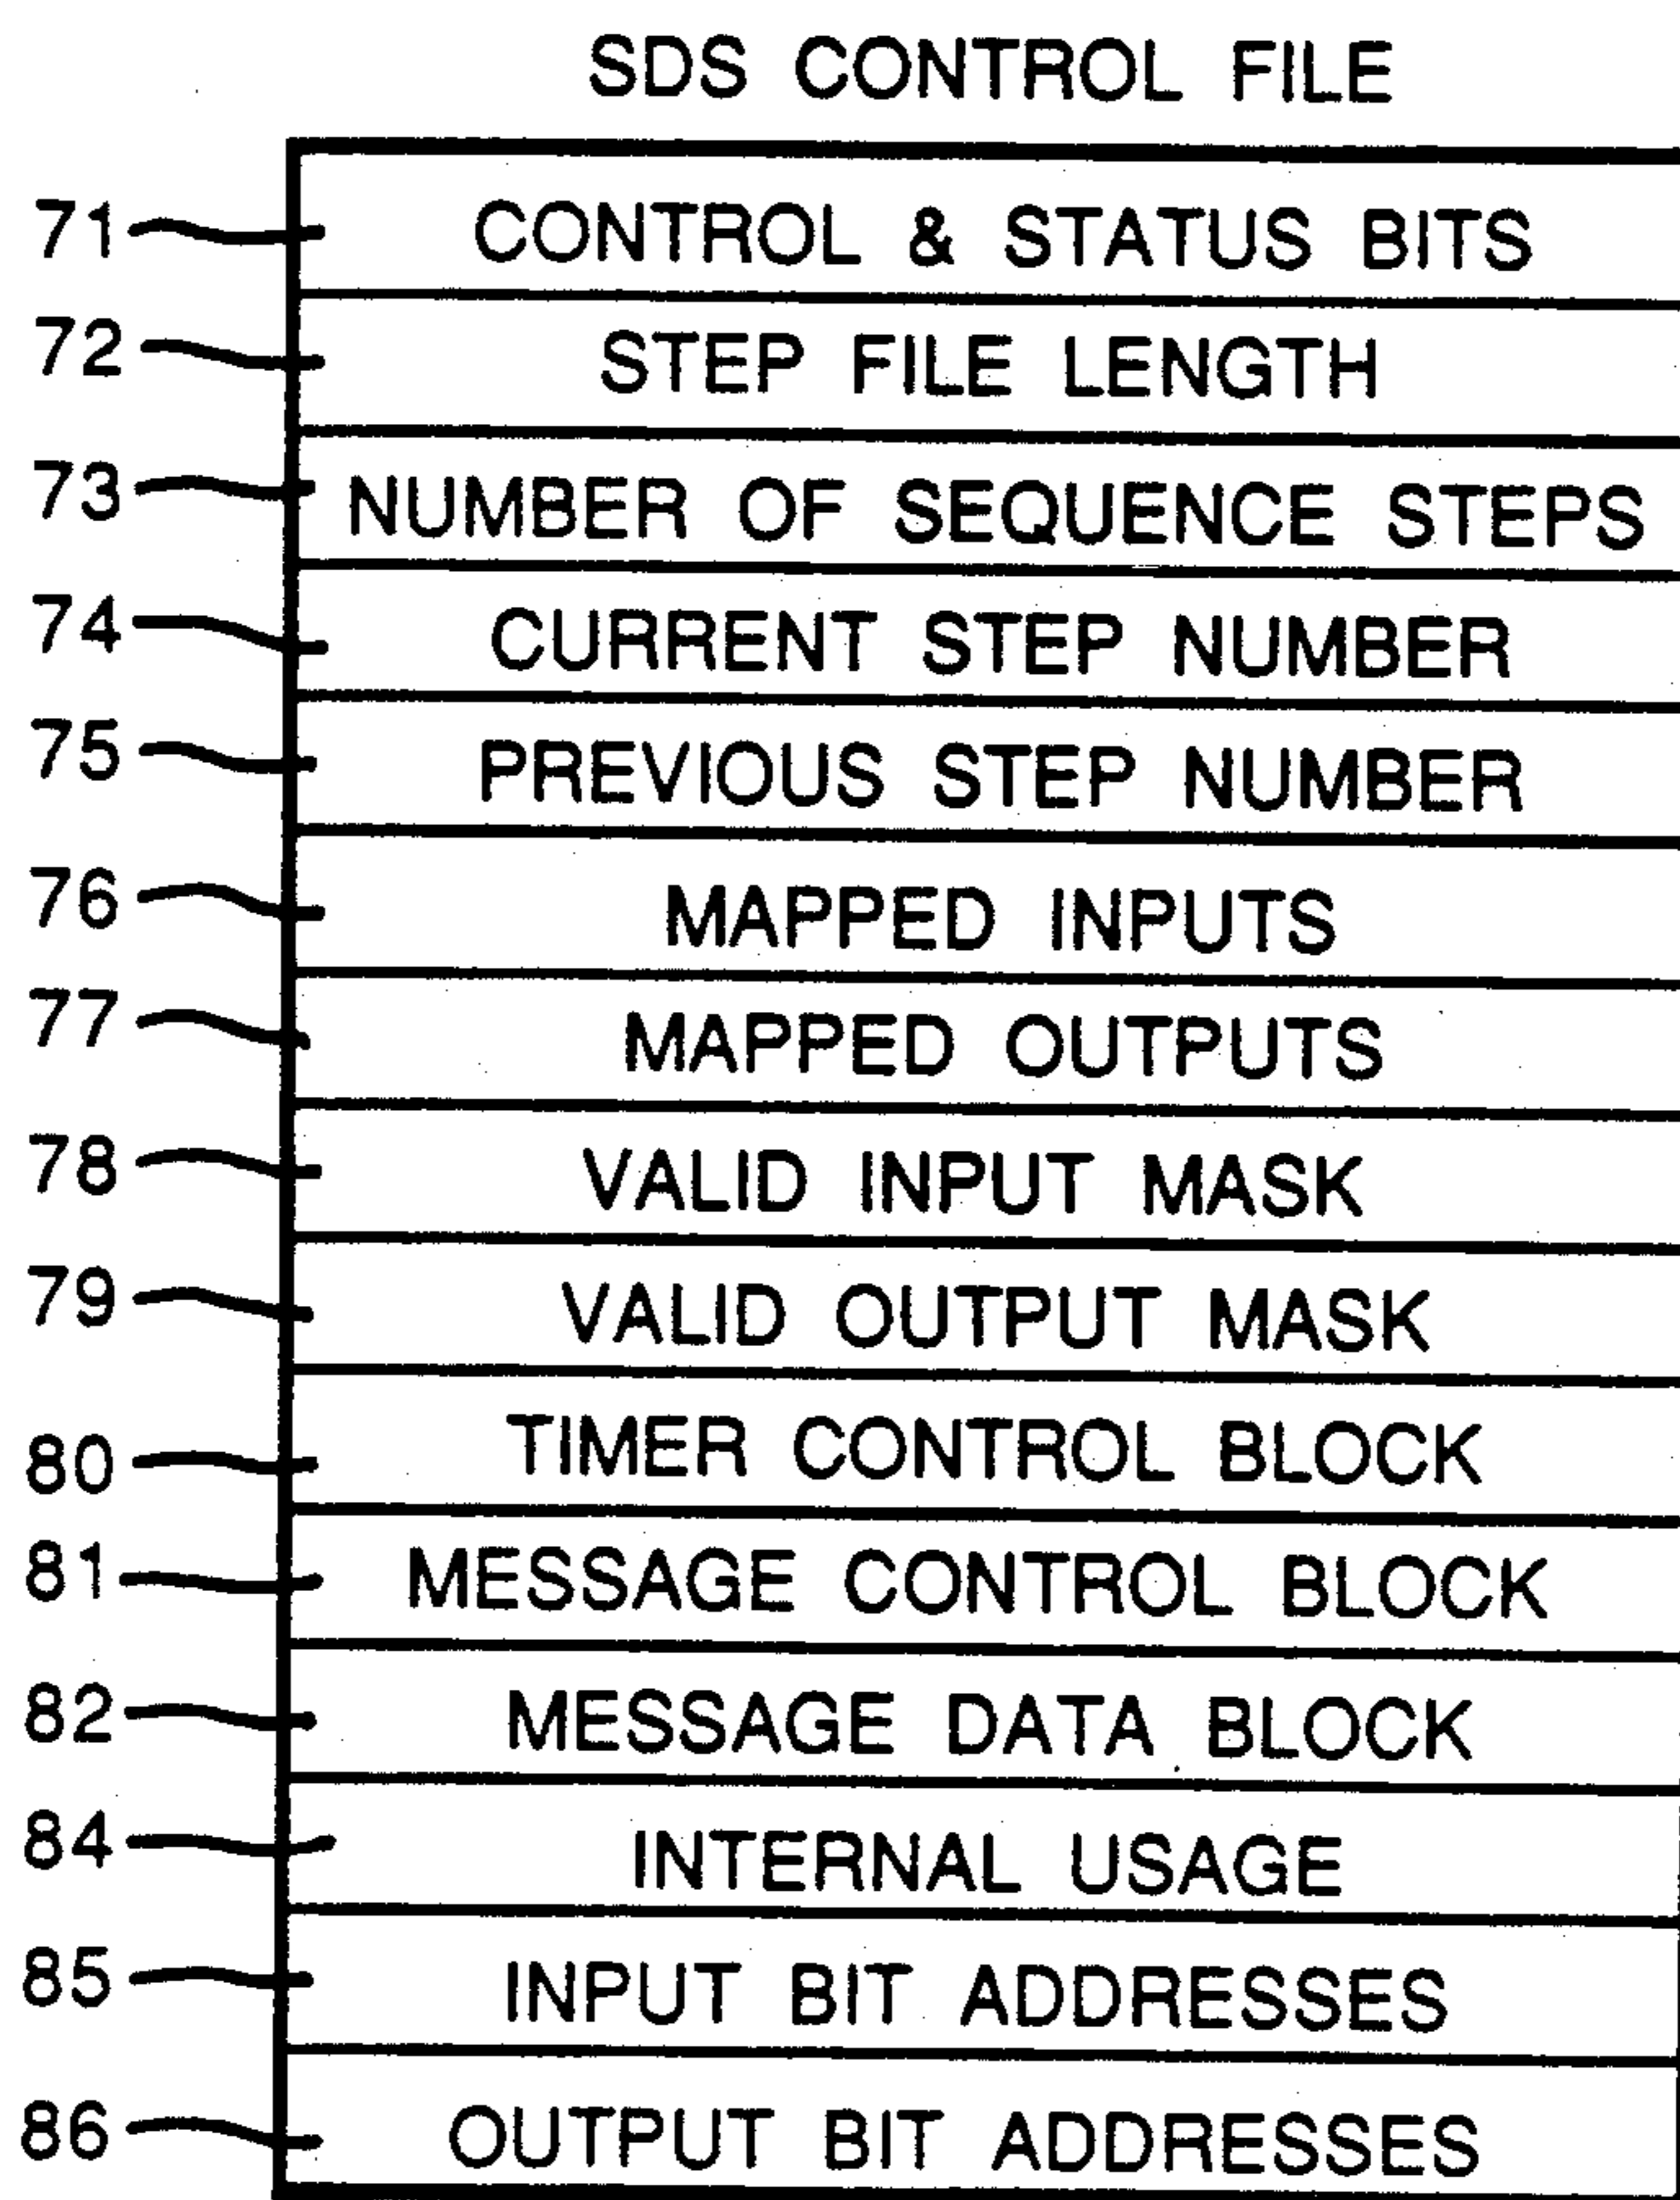 SDS CONTROL FILE
71 CONTROL & STATUS BITS
72 STEP FILE LENGTH
73 NUMBER OF SEQUENCE STEPS
74 CURRENT STEP NUMBER
75 PREVIOUS STEP NUMBER
76 MAPPED INPUTS
77 MAPPED OUTPUTS
78 VALID INPUT MASK
79 VALID OUTPUT MASK
80 TIMER CONTROL BLOCK
81 MESSAGE CONTROL BLOCK
82 MESSAGE DATA BLOCK
84 INTERNAL USAGE
85 INPUT BIT ADDRESSES
86 OUTPUT BIT ADDRESSES